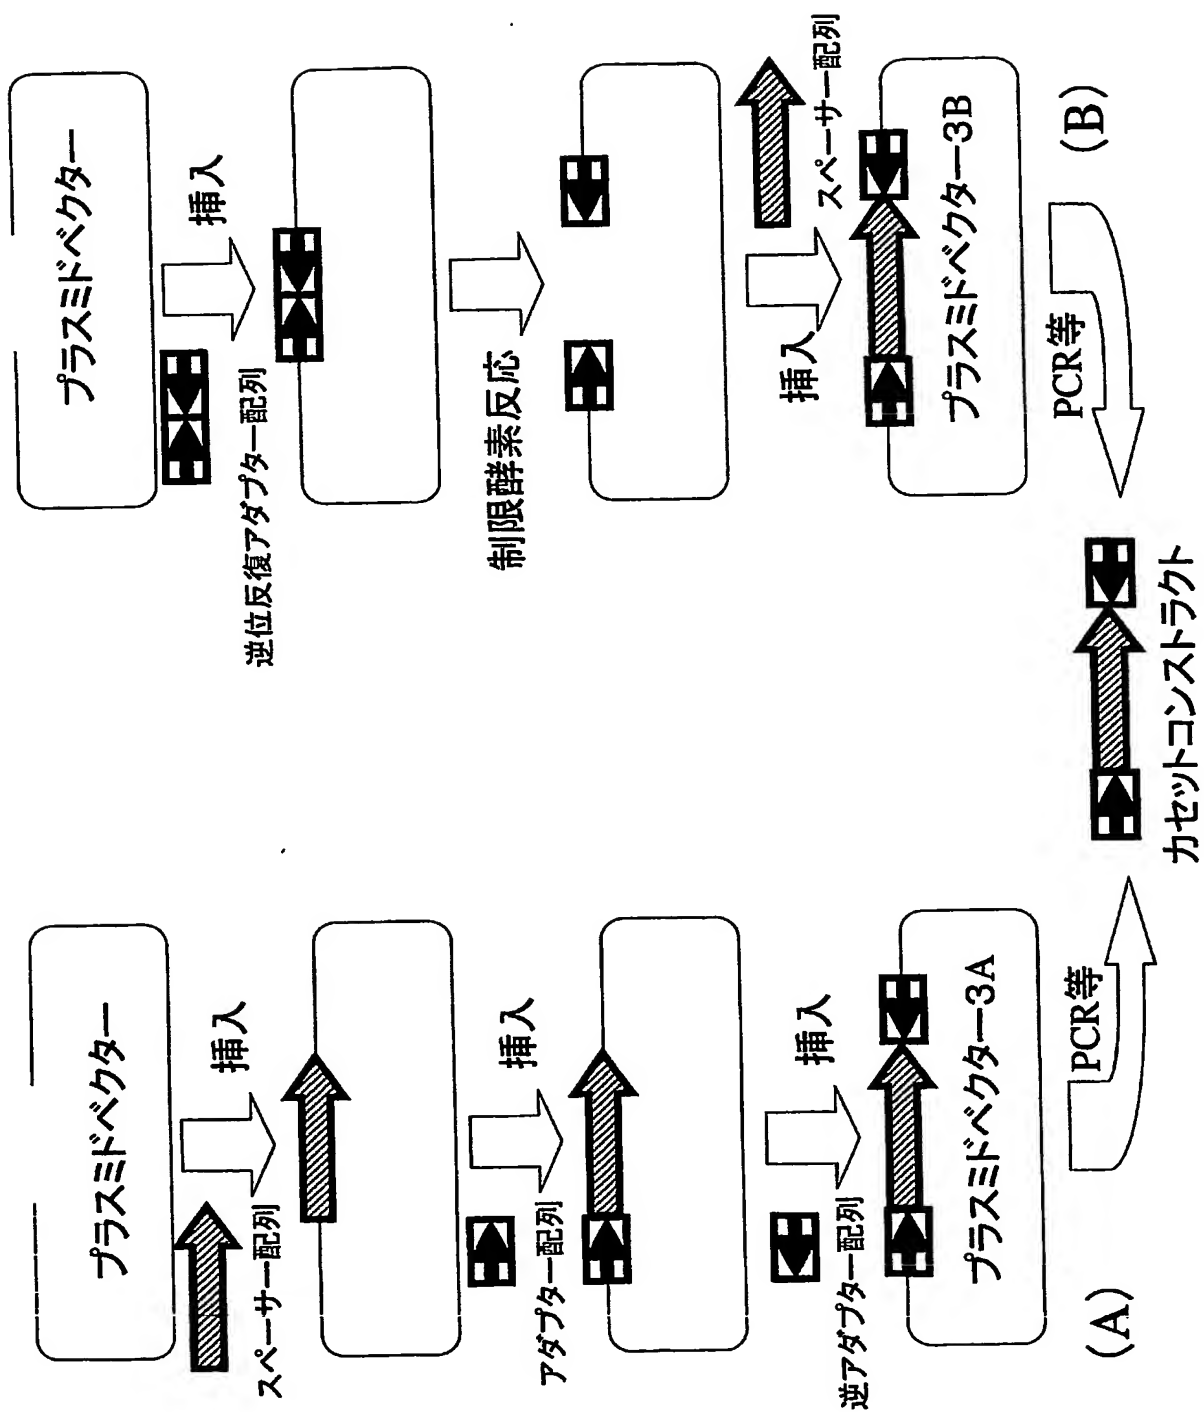 プラスミドベクター
スペーサー配列
挿入
アダプター配列
挿入
逆アダプター配列
挿入
プラスミドベクター3A
PCR等
(A)
プラスミドベクター
逆位反復アダプター配列
挿入
制限酵素反応
挿入
スペーサー配列
プラスミドベクター3B
PCR等
(B)
カセットコンストラクト